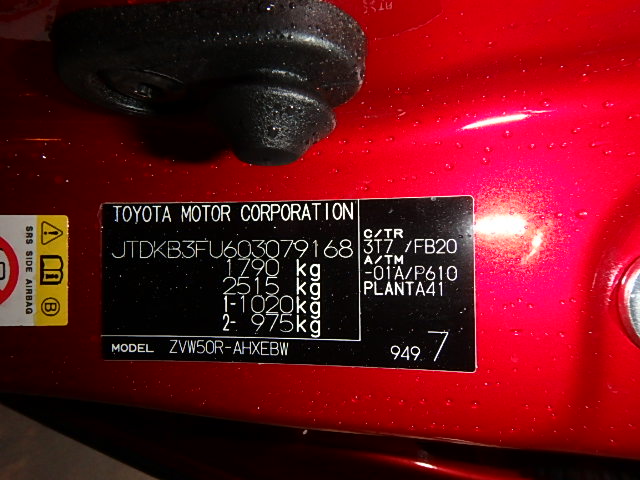 TOYOTA MOTOR CORPORATION
JTDKB3FU603079168
1790 kg
2515 kg
1-1020kg
2- 975kg
C/TR
3T7 /FB20
A/TM
-01A/P610
PLANTA41
MODEL ZVW50R-AHXEBW
949 7
SRS SIDE AIRBAG
B